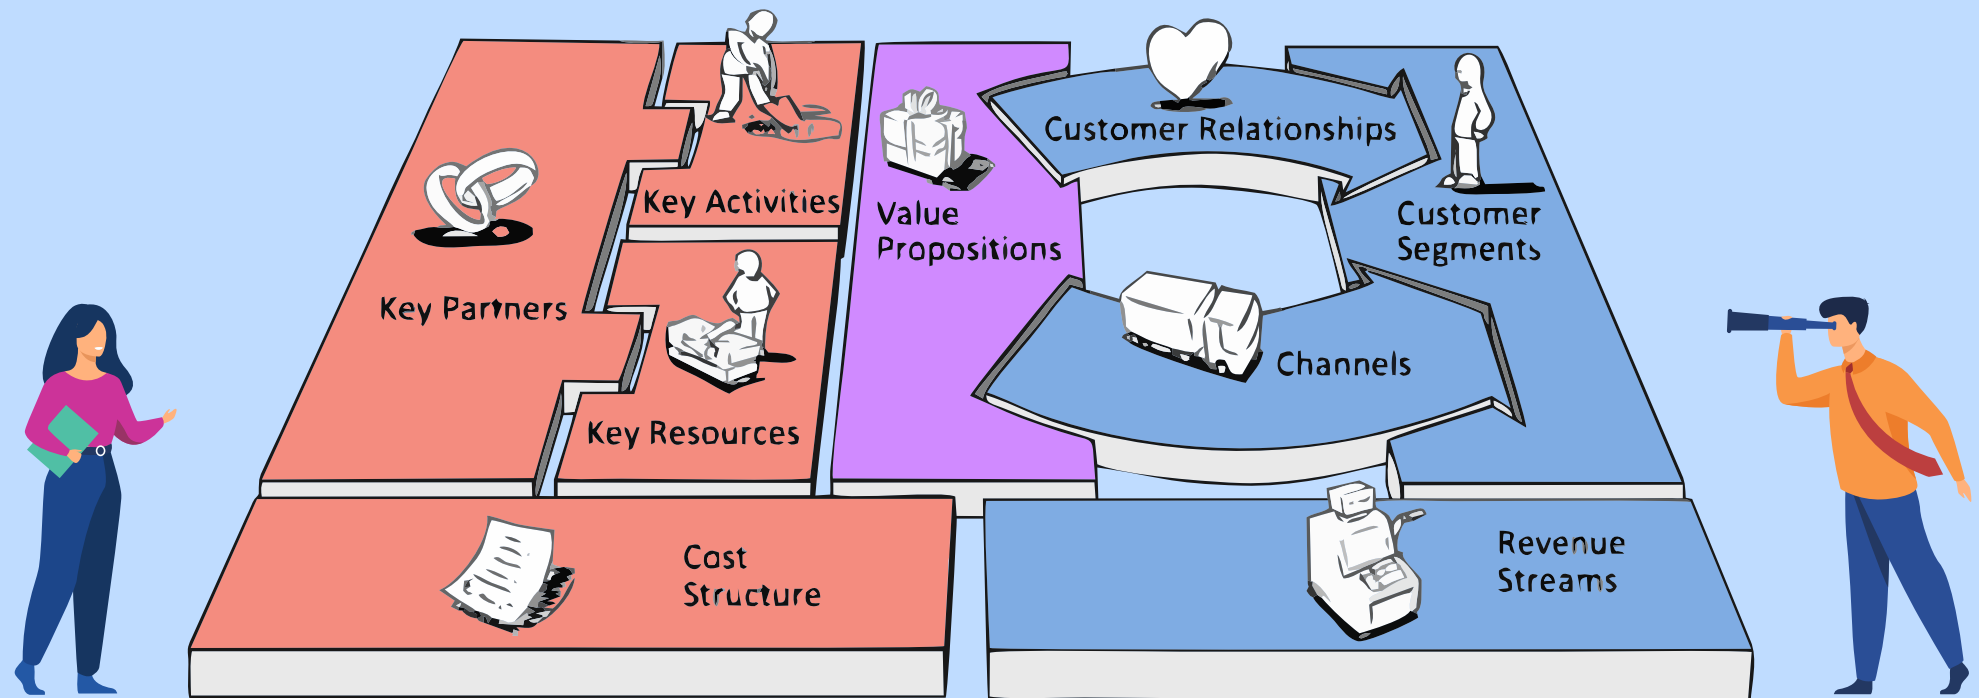 Key Partners
Key Activities
Key Resources
Value
Propositions
Customer Relationships
Channels
Customer
Segments
Cost
Structure
Revenue
Streams